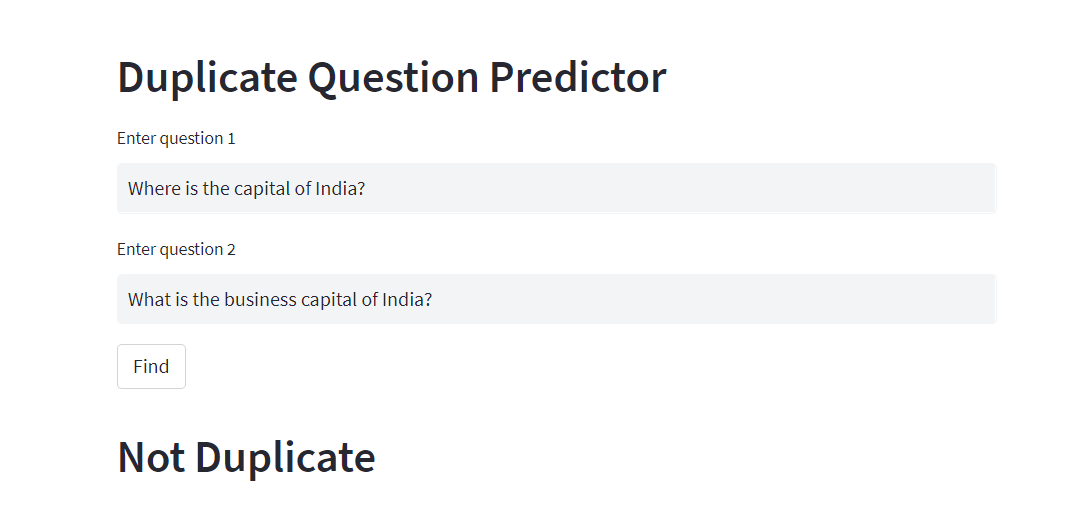 Duplicate Question Predictor
Enter question 1
Where is the capital of India?
Enter question 2
What is the business capital of India?
Find
Not Duplicate